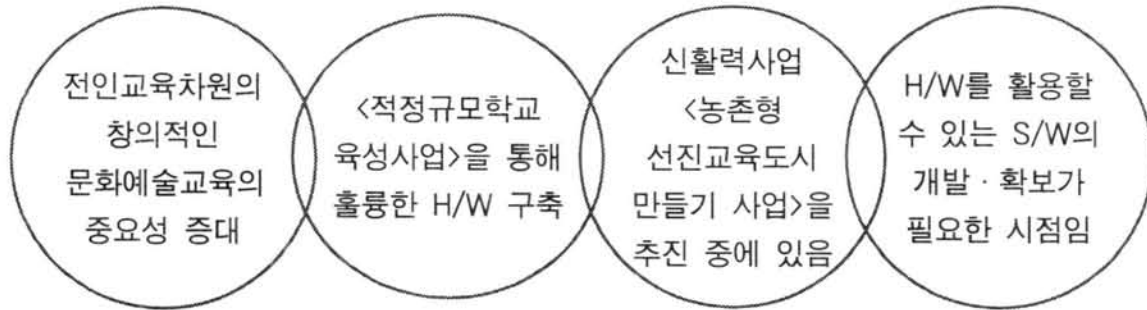 전인교육차원의
창의적인
문화예술교육의
중요성 증대
<적정규모학교
육성사업>을 통해
훌륭한 H/W 구축
신활력사업
<농촌형
선진교육도시
만들기 사업>을
추진 중에 있음
H/W를 활용할
수 있는 S/W의
개발 · 확보가
필요한 시점임